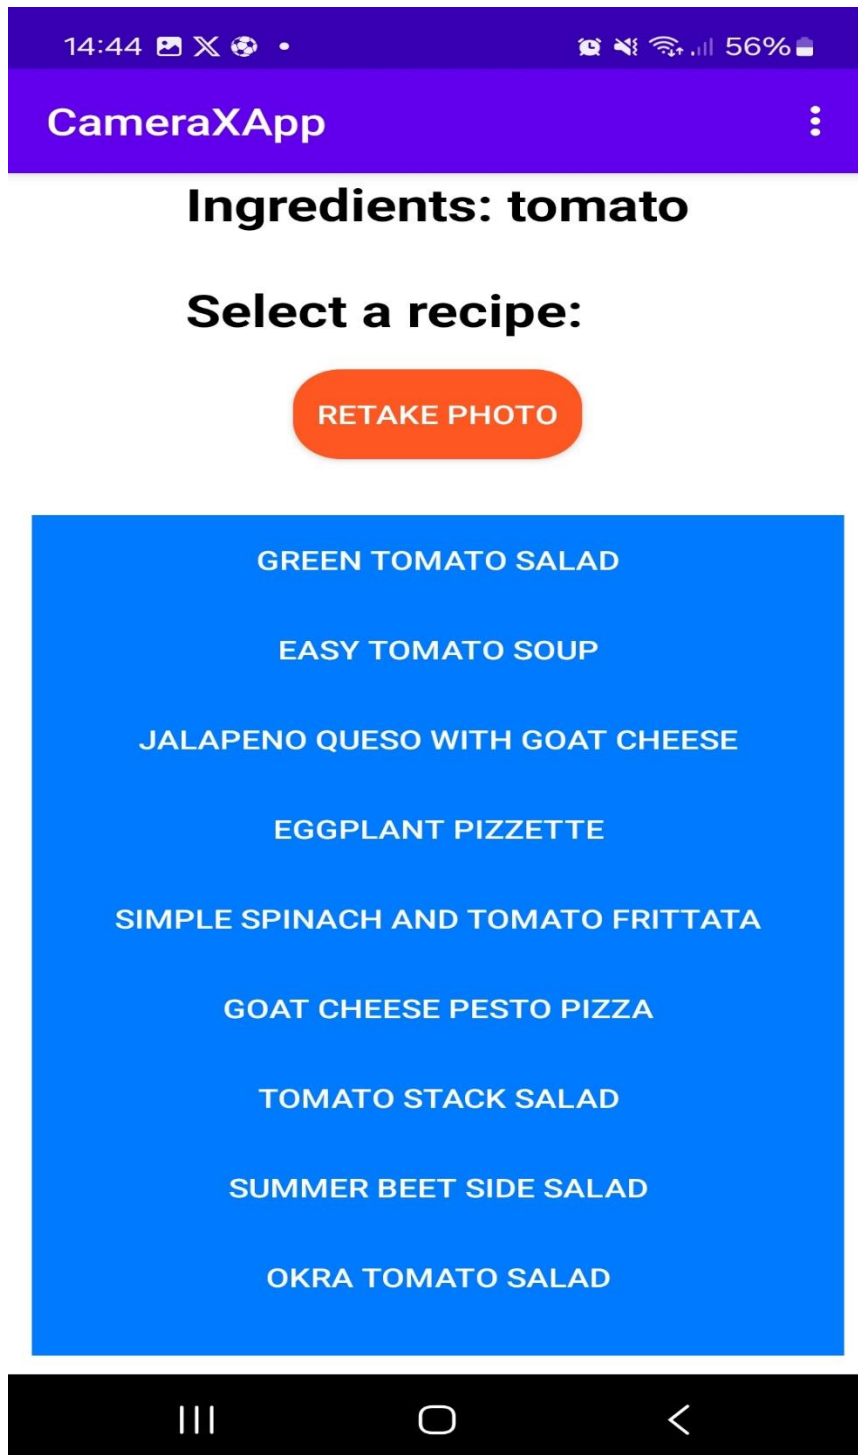 14:44 56%
CameraXApp
Ingredients: tomato
Select a recipe:
RETAKE PHOTO
GREEN TOMATO SALAD
EASY TOMATO SOUP
JALAPENO QUESO WITH GOAT CHEESE
EGGPLANT PIZZETTE
SIMPLE SPINACH AND TOMATO FRITTATA
GOAT CHEESE PESTO PIZZA
TOMATO STACK SALAD
SUMMER BEET SIDE SALAD
OKRA TOMATO SALAD